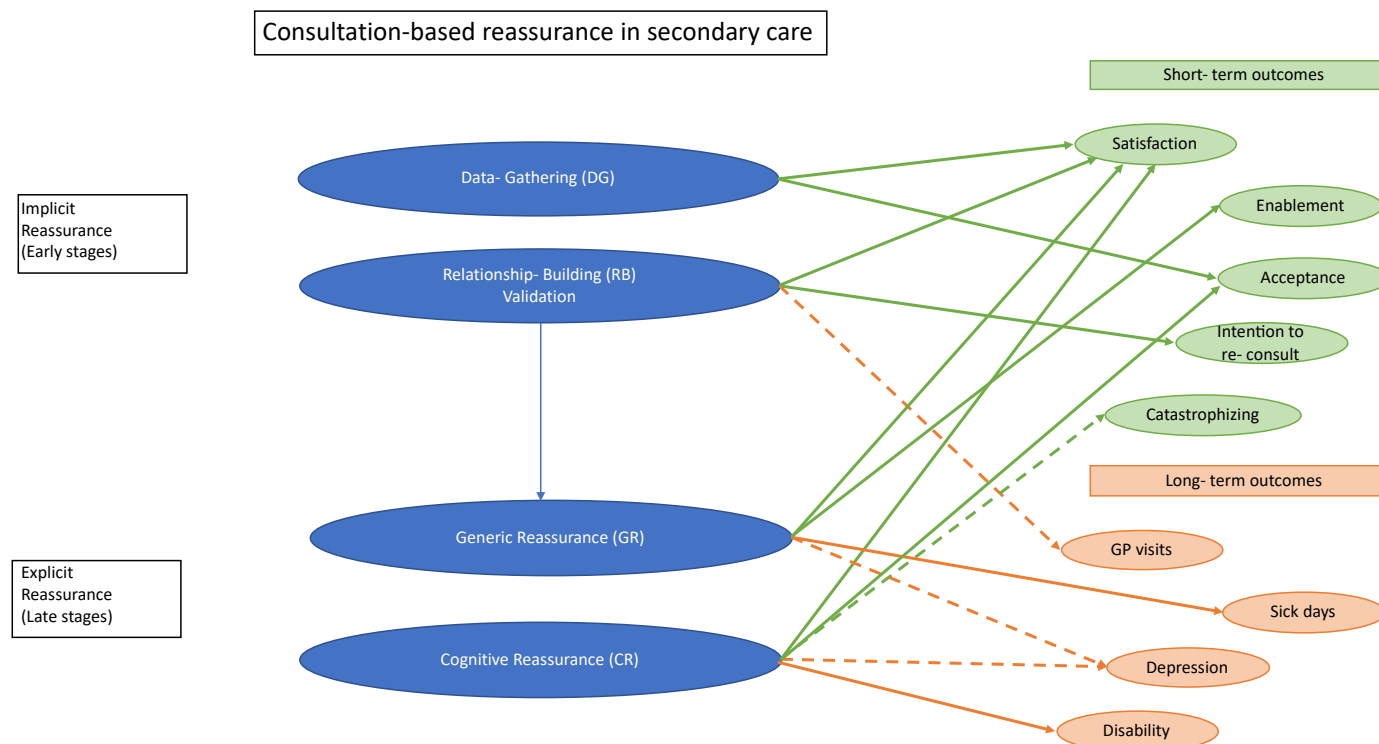 Consultation-based reassurance in secondary care
Short- term outcomes
Satisfaction
Data- Gathering (DG)
Implicit
Reassurance
(Early stages)
Enablement
Relationship- Building (RB)
Validation
Acceptance
Intention to
re- consult
Catastrophizing
Long- term outcomes
Generic Reassurance (GR)
GP visits
Explicit
Reassurance
(Late stages)
Sick days
Cognitive Reassurance (CR)
Depression
Disability